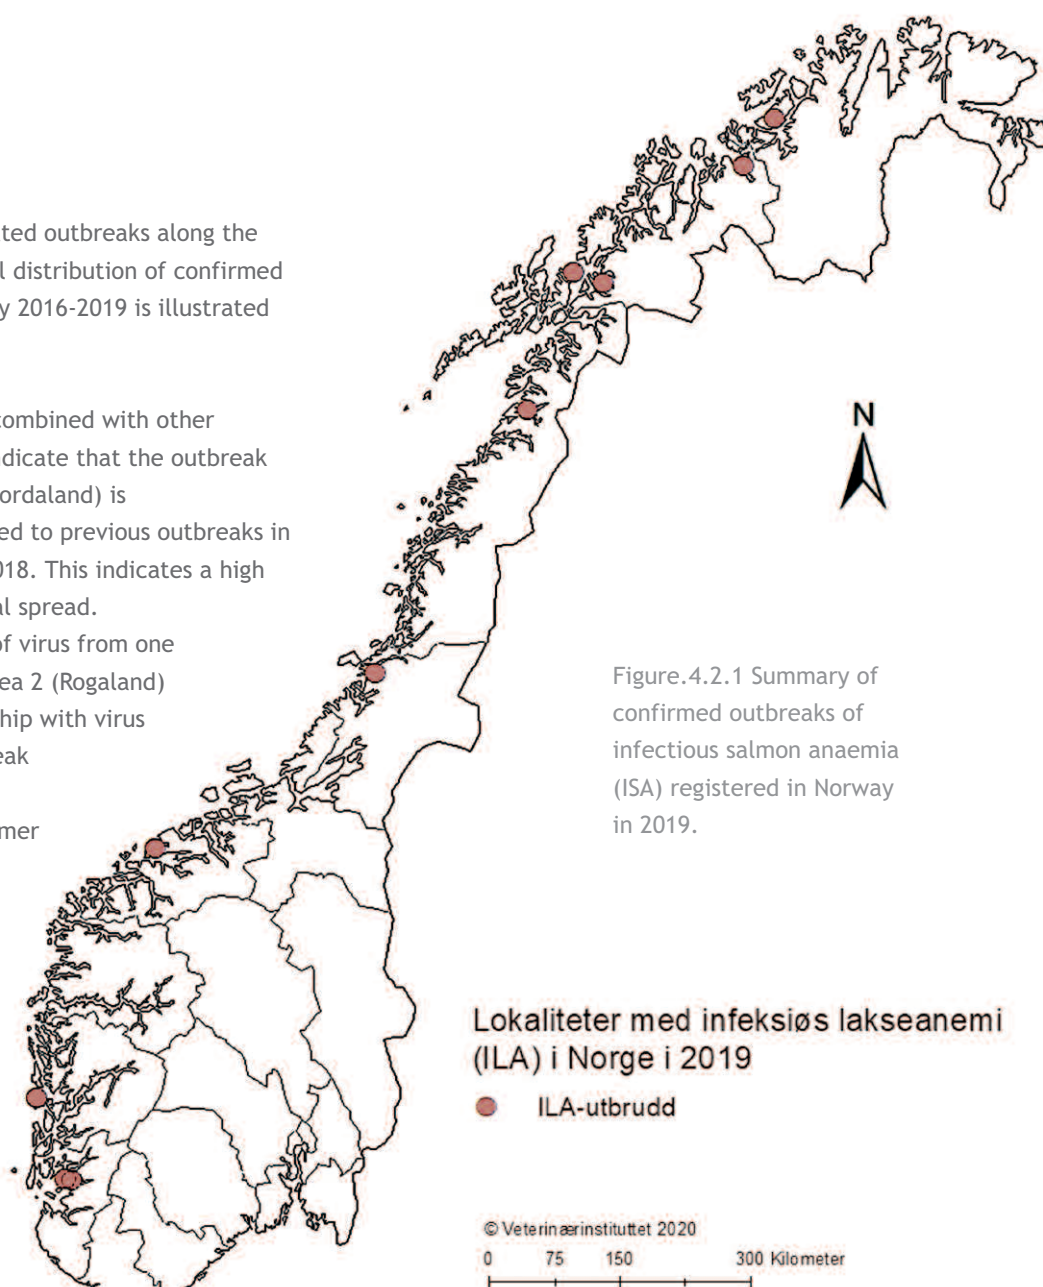 ted outbreaks along the
l distribution of confirmed
y 2016-2019 is illustrated
combined with other
ndicate that the outbreak
ordaland) is
ed to previous outbreaks in
018. This indicates a high
al spread.
of virus from one
ea 2 (Rogaland)
hip with virus
eak
mer
N
Figure.4.2.1 Summary of
confirmed outbreaks of
infectious salmon anaemia
(ISA) registered in Norway
in 2019.
Lokaliteter med infeksiøs lakseanemi
(ILA) i Norge i 2019
ILA-utbrudd
© Veterinærinstituttet 2020
0 75 150 300 Kilometer